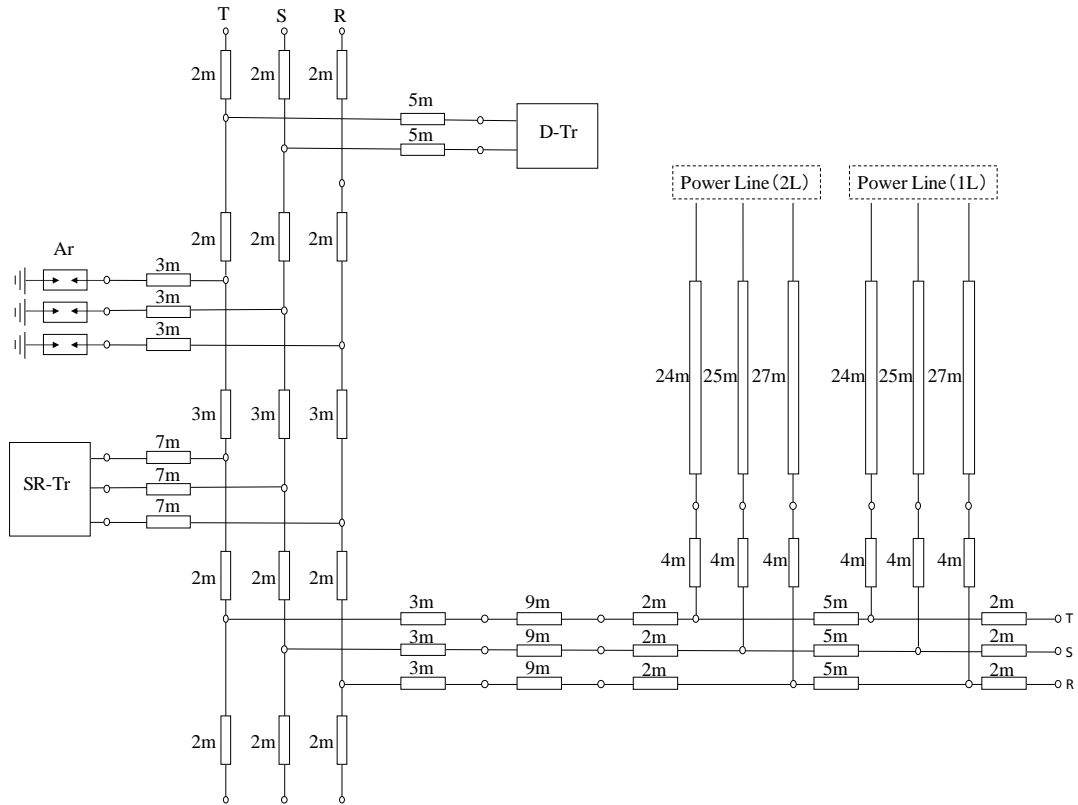 T S R
2m 2m 2m
5m
5m
D-Tr
Power Line（2L） Power Line（1L）
2m 2m 2m
Ar
3m
3m
3m
24m 25m 27m 24m 25m 27m
3m 3m 3m
7m
7m
7m
SR-Tr
4m 4m 4m 4m 4m 4m
2m 2m 2m
3m 9m 2m 5m 2m T
3m 9m 2m 5m 2m S
3m 9m 2m 5m 2m R
2m 2m 2m